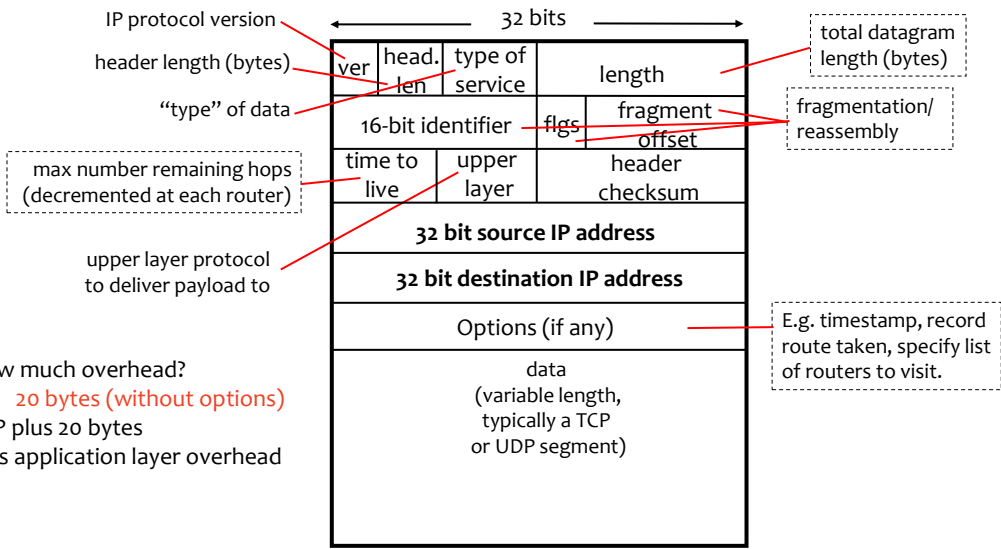 IP protocol version
header length (bytes)
“type” of data
max number remaining hops
(decremented at each router)
upper layer protocol
to deliver payload to
32 bits
ver
head.
len
type of
service
length
16-bit identifier
flgs
fragment
offset
time to
live
upper
layer
header
checksum
32 bit source IP address
32 bit destination IP address
Options (if any)
data
(variable length,
typically a TCP
or UDP segment)
total datagram
length (bytes)
fragmentation/
reassembly
E.g. timestamp, record
route taken, specify list
of routers to visit.
much overhead?
20 bytes (without options)
plus 20 bytes
application layer overhead